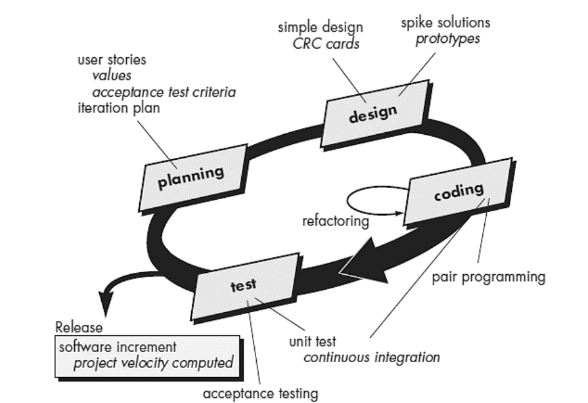 simple design
CRC cards
spike solutions
prototypes
user stories
values
acceptance test criteria
iteration plan
design
planning
coding
refactoring
test
pair programming
Release
software increment
project velocity computed
unit test
continuous integration
acceptance testing